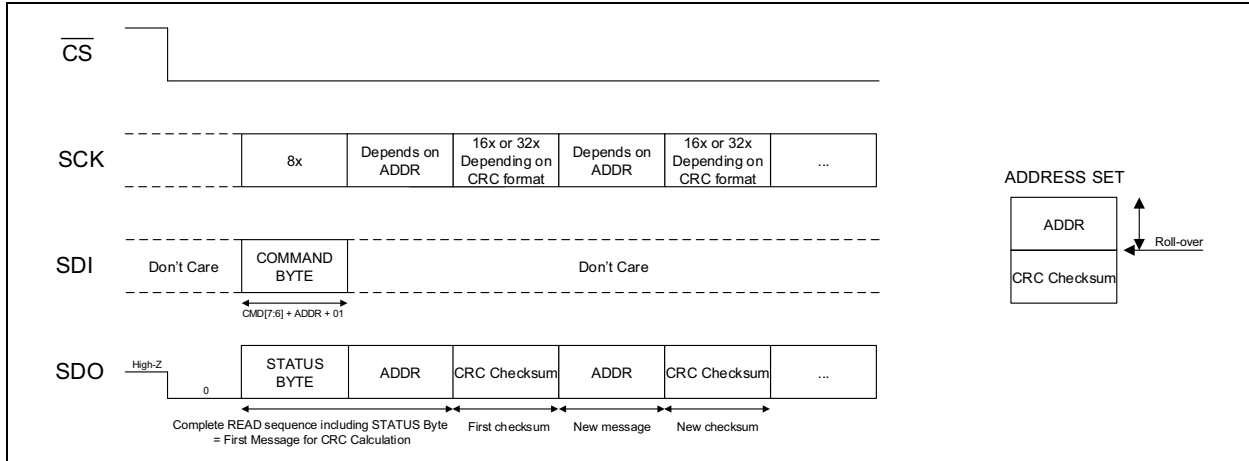 CS
SCK
8x
Depends on
ADDR
16x or 32x
Depending on
CRC format
Depends on
ADDR
16x or 32x
Depending on
CRC format
...
SDI
Don't Care
COMMAND
BYTE
Don't Care
CMD[7:6] + ADDR + 01
SDO
High-Z
0
STATUS
BYTE
ADDR
CRC Checksum
ADDR
CRC Checksum
...
Complete READ sequence including STATUS Byte
= First Message for CRC Calculation
First checksum
New message
New checksum
ADDRESS SET
ADDR
Roll-over
CRC Checksum